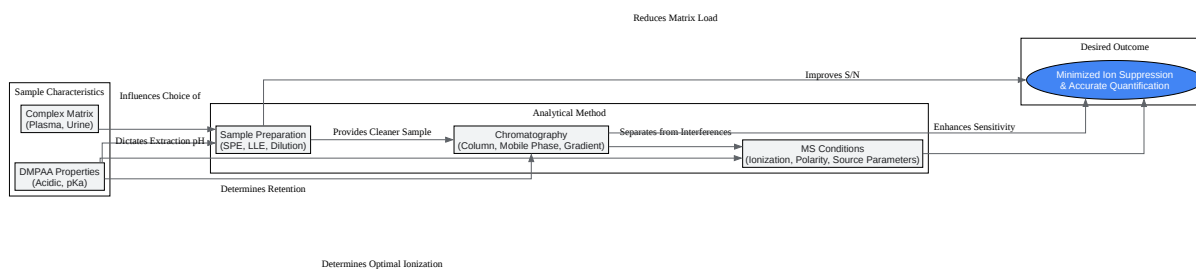 Reduces Matrix Load
Desired Outcome
Minimized Ion Suppression
& Accurate Quantification
Improves S/N
Sample Characteristics
Complex Matrix
(Plasma, Urine)
Influences Choice of
Analytical Method
Sample Preparation
(SPE, LLE, Dilution)
Provides Cleaner Sample
Chromatography
(Column, Mobile Phase, Gradient)
Separates from Interferences
Enhances Sensitivity
Dictates Extraction pH
MS Conditions
(Ionization, Polarity, Source Parameters)
DMPAA Properties
(Acidic, pKa)
Determines Retention
Determines Optimal Ionization